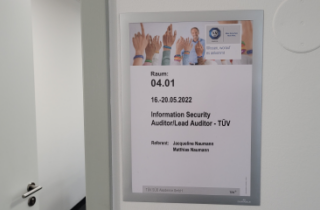 Raum:
04.01
16.-20.05.2022
Information Security
Auditor/Lead Auditor - TÜV
Referent: Jacqueline Naumann
Matthias Naumann